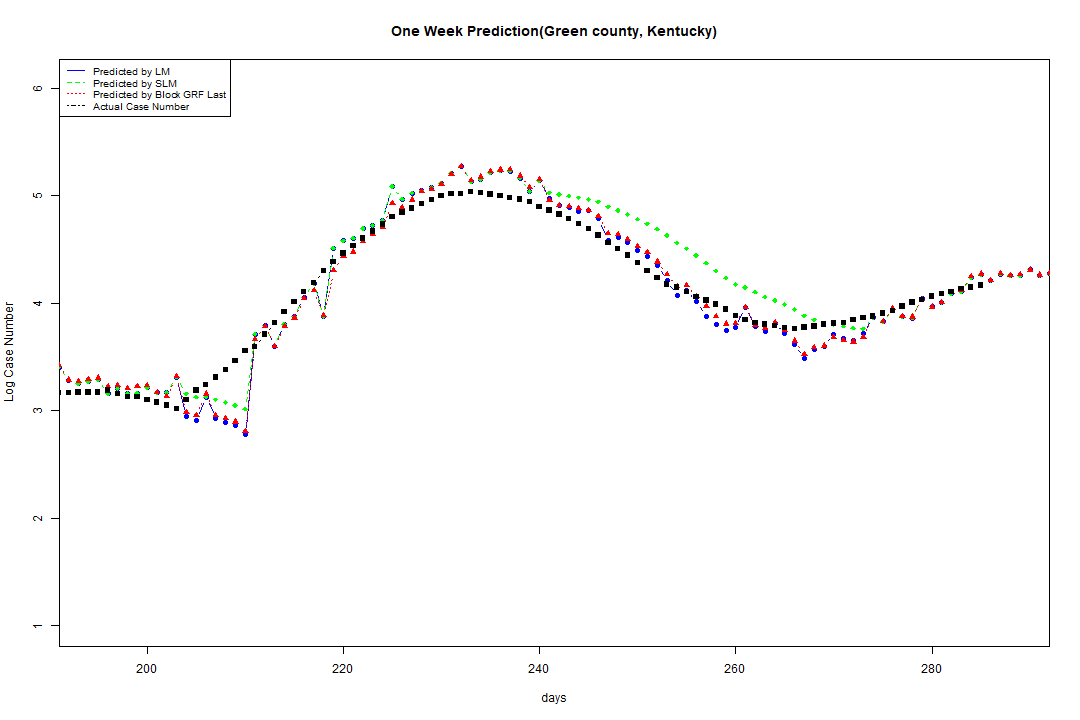 One Week Prediction(Green county, Kentucky)
Predicted by LM
Predicted by SLM
Predicted by Block GRF Last
Actual Case Number
6
5
4
3
2
1
Log Case Number
200 220 240 260 280
days